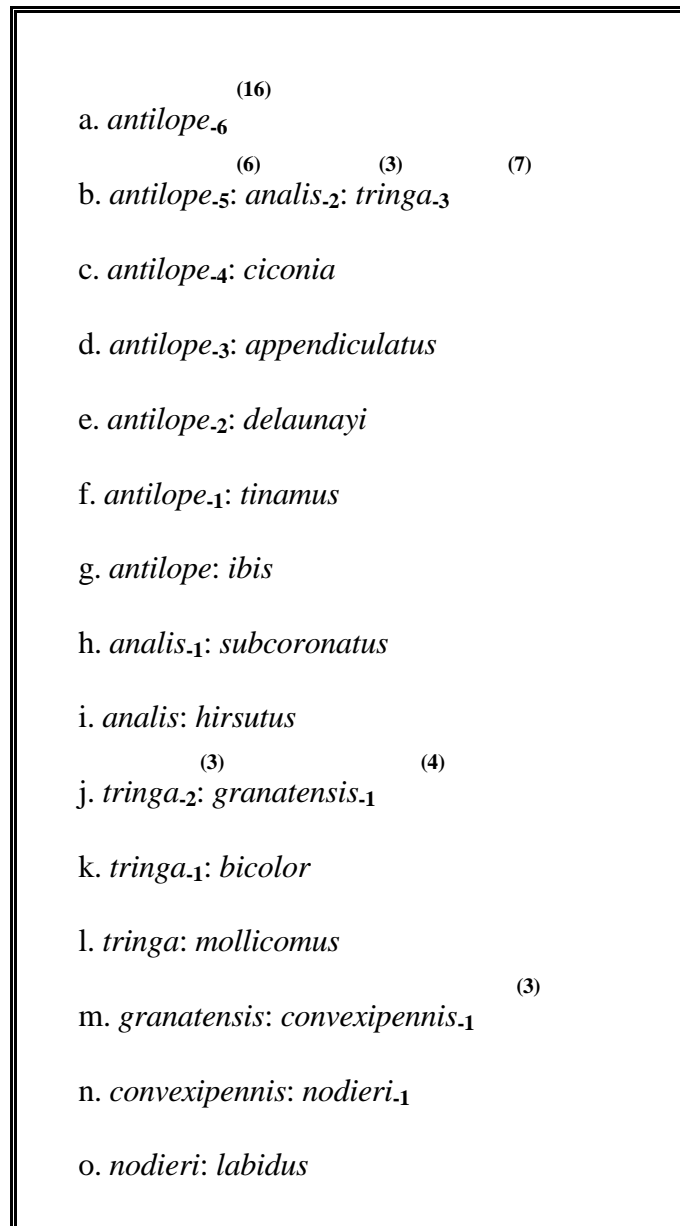 (16)
a. antilope-6
(6) (3) (7)
b. antilope-5: analis-2: tringa-3
c. antilope-4: ciconia
d. antilope-3: appendiculatus
e. antilope-2: delaunayi
f. antilope-1: tinamus
g. antilope: ibis
h. analis-1: subcoronatus
i. analis: hirsutus
(3) (4)
j. tringa-2: granatensis-1
k. tringa-1: bicolor
l. tringa: mollicomus
(3)
m. granatensis: convexipennis-1
n. convexipennis: nodieri-1
o. nodieri: labidus